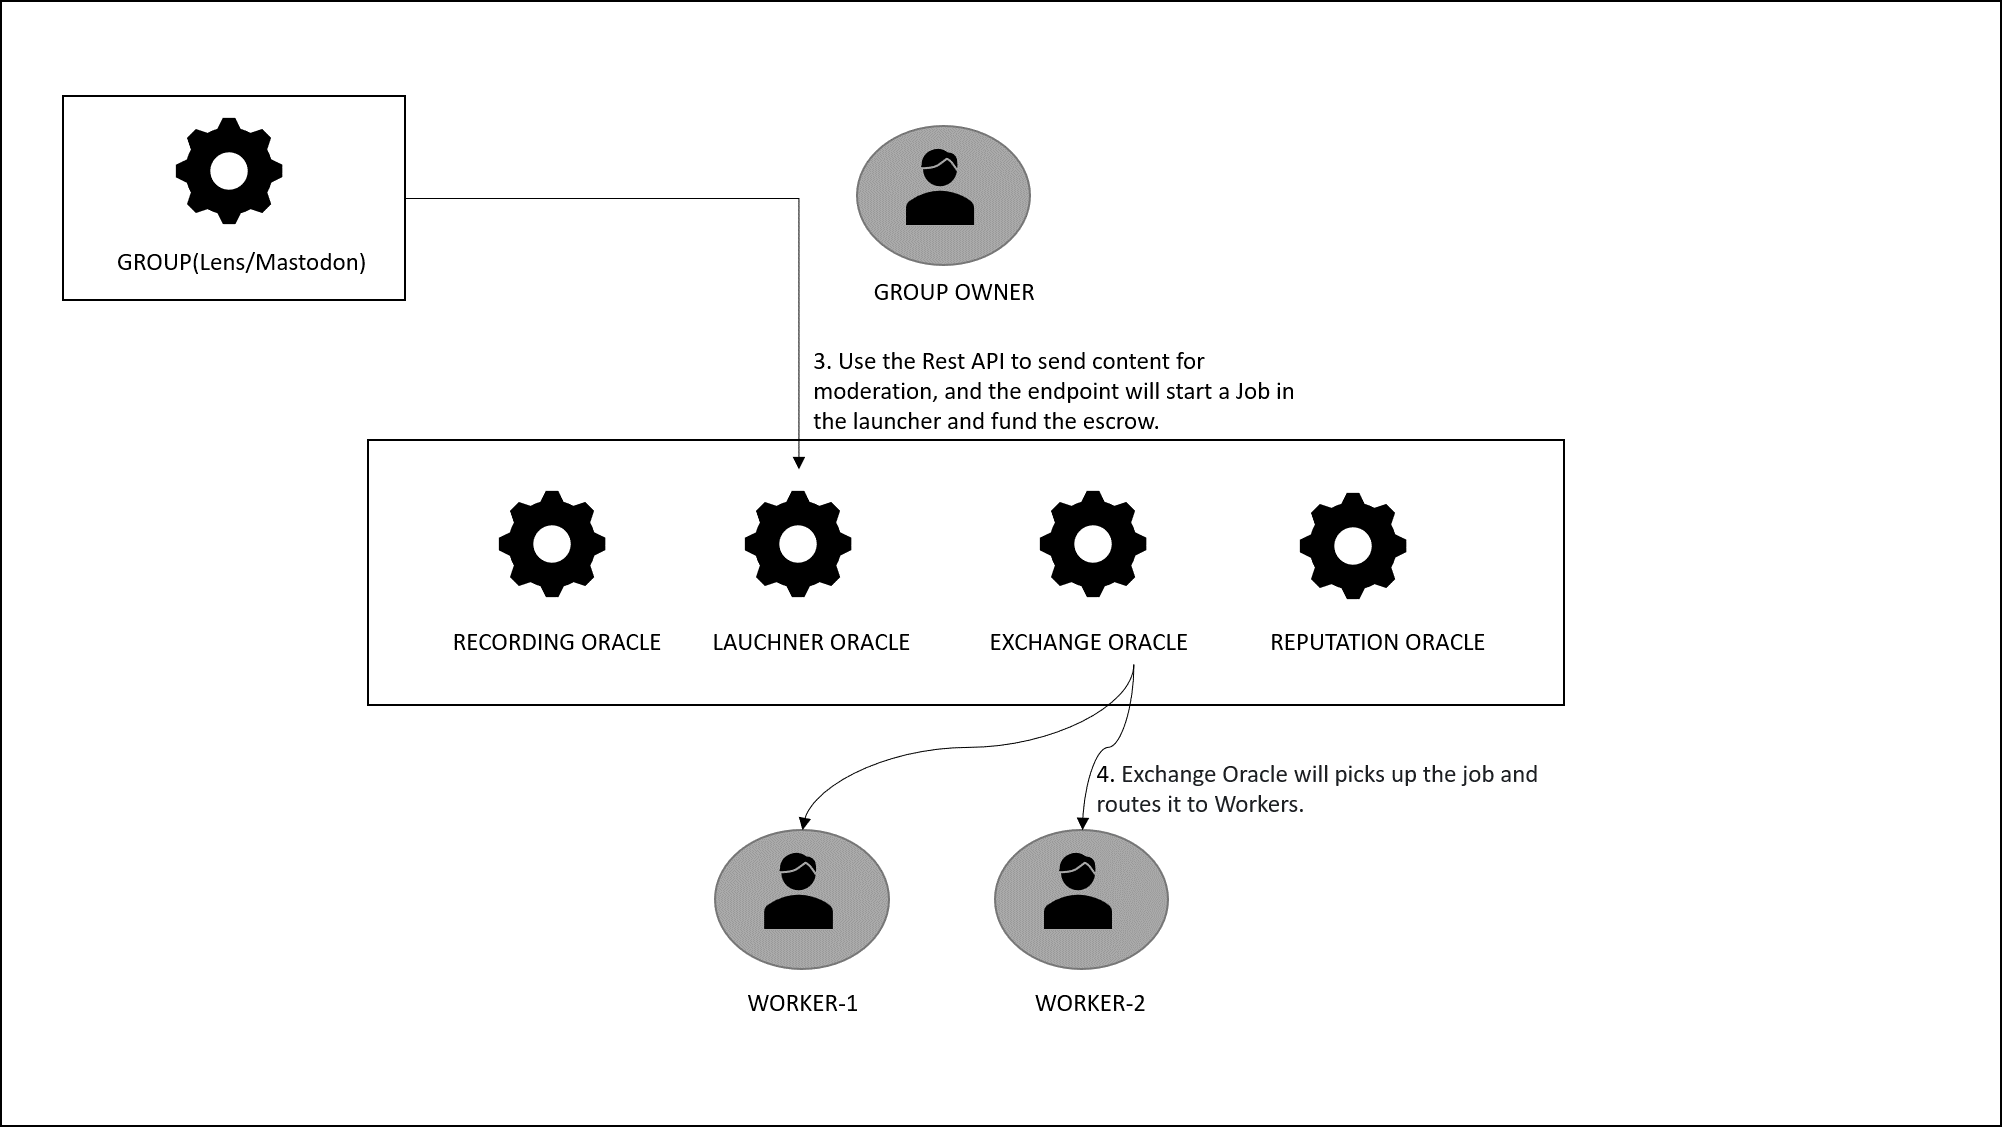 GROUP(Lens/Mastodon)
GROUP OWNER
3. Use the Rest API to send content for
moderation, and the endpoint will start a Job in
the launcher and fund the escrow.
RECORDING ORACLE
LAUCHNER ORACLE
EXCHANGE ORACLE
REPUTATION ORACLE
4. Exchange Oracle will picks up the job and
routes it to Workers.
WORKER-1
WORKER-2